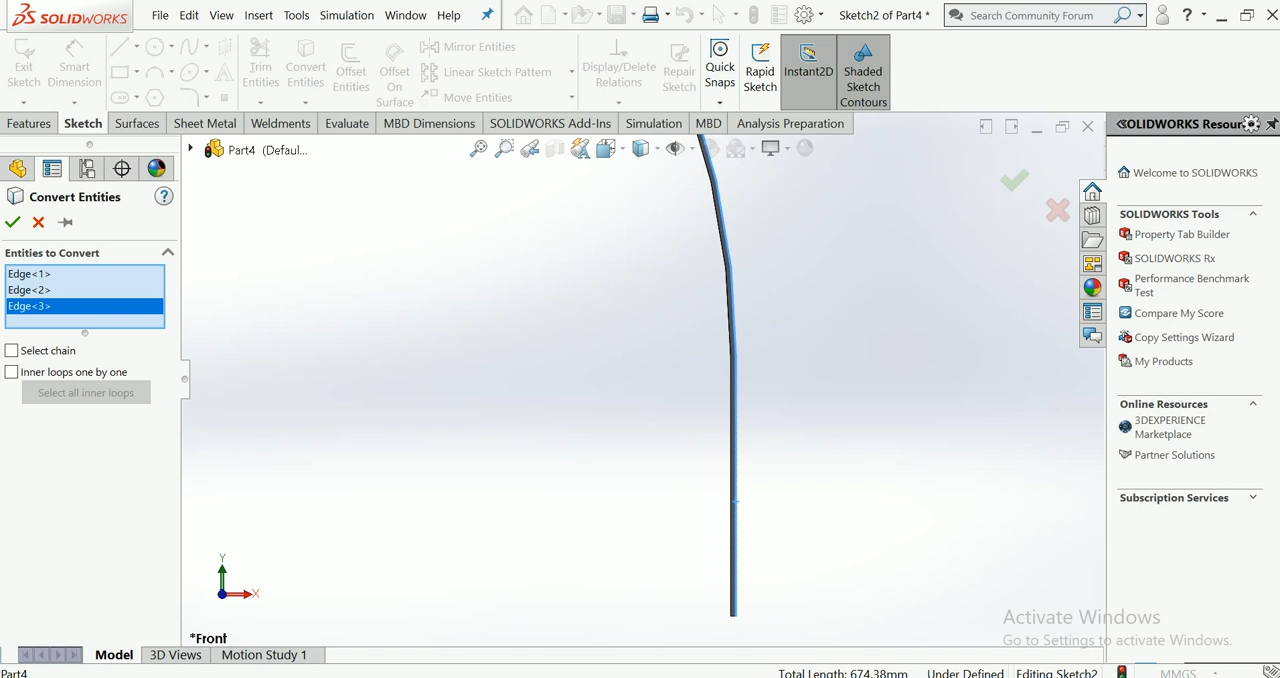 SOLIDWORKS File Edit View Insert Tools Simulation Window Help Sketch2 of Part4 * Search Community Forum ?
Exit Sketch
Smart Dimension
Trim Entities
Convert Entities
Offset Entities
Offset On Surface
Mirror Entities
Linear Sketch Pattern
Move Entities
Display/Delete Relations
Repair Sketch
Quick Snaps
Rapid Sketch
Instant2D
Shaded Sketch Contours
Features Sketch Surfaces Sheet Metal Weldments Evaluate MBD Dimensions SOLIDWORKS Add-Ins Simulation MBD Analysis Preparation
Part4 (Defaul...
Convert Entities ?
Entities to Convert
Edge<1>
Edge<2>
Edge<3>
Select chain
Inner loops one by one
Select all inner loops
Y
X
*Front
SOLIDWORKS Resour
Welcome to SOLIDWORKS
SOLIDWORKS Tools
Property Tab Builder
SOLIDWORKS Rx
Performance Benchmark
Test
Compare My Score
Copy Settings Wizard
My Products
Online Resources
3DEXPERIENCE
Marketplace
Partner Solutions
Subscription Services
Activate Windows
Go to Settings to activate Windows.
Model 3D Views Motion Study 1
Part4 Total Length: 674.38mm Under Defined Editing Sketch2 MMGS